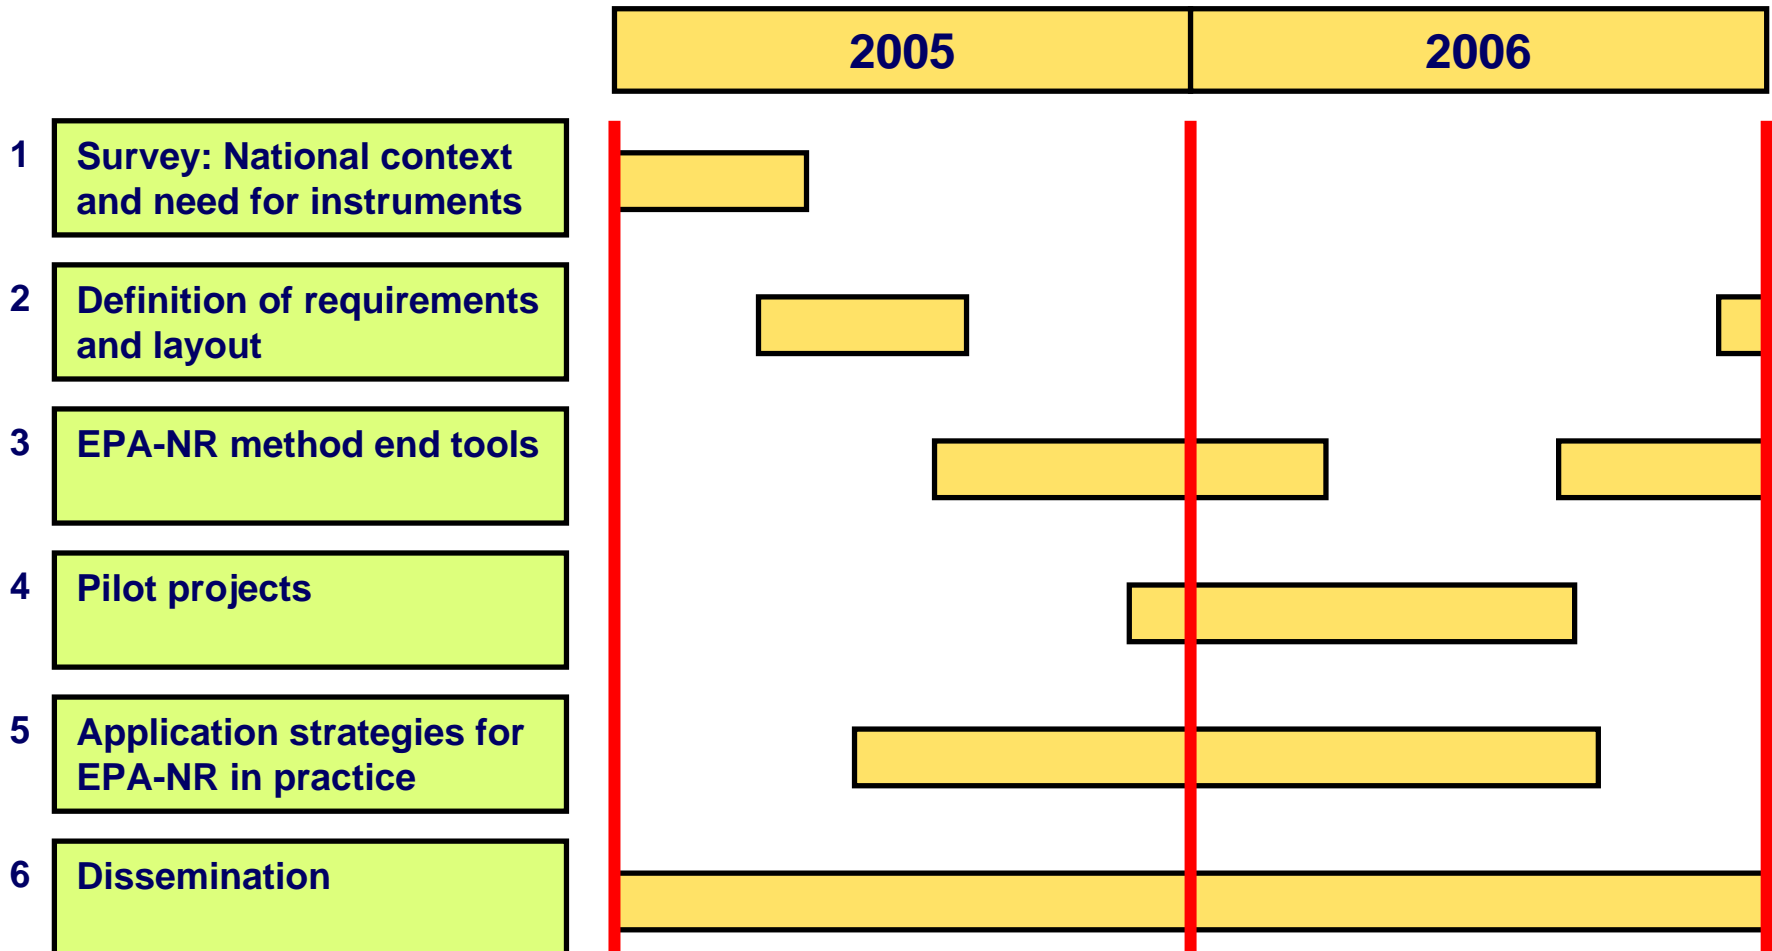 2005 2006
1 Survey: National context
and need for instruments
2 Definition of requirements
and layout
3 EPA-NR method end tools
4 Pilot projects
5 Application strategies for
EPA-NR in practice
6 Dissemination